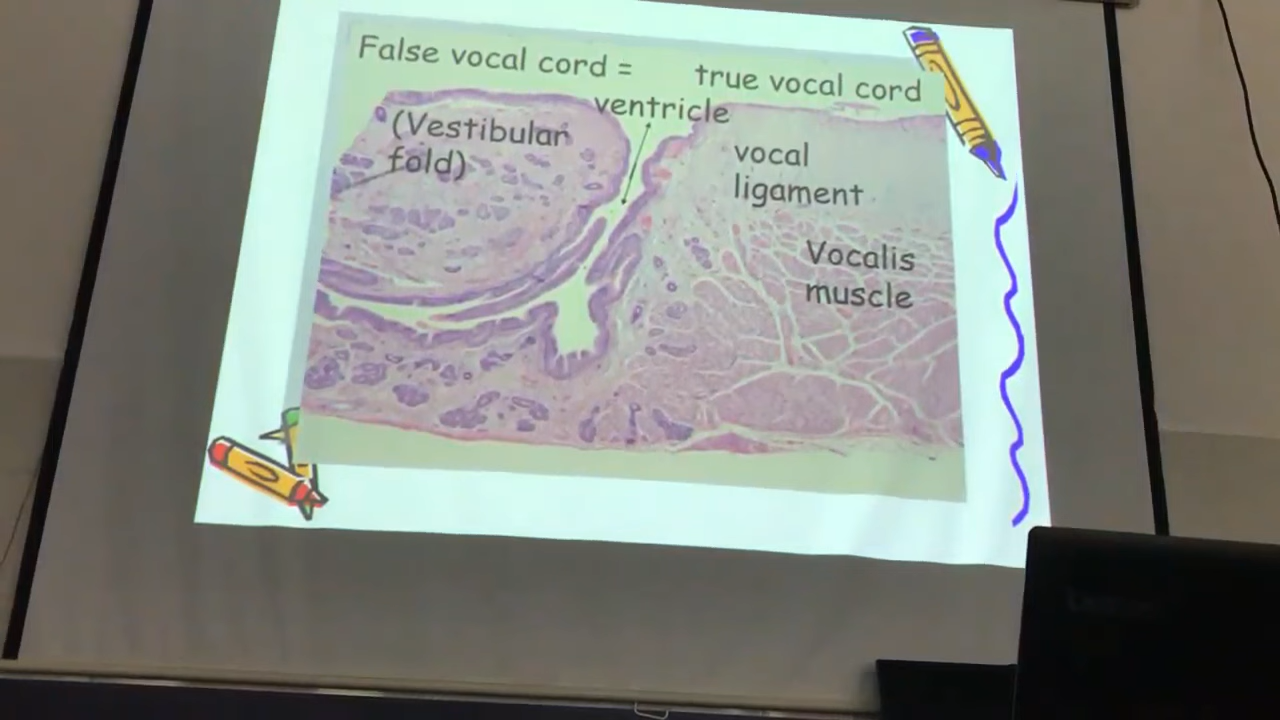 False vocal cord =
true vocal cord
ventricle
(Vestibular
fold)
vocal
ligament
Vocalis
muscle